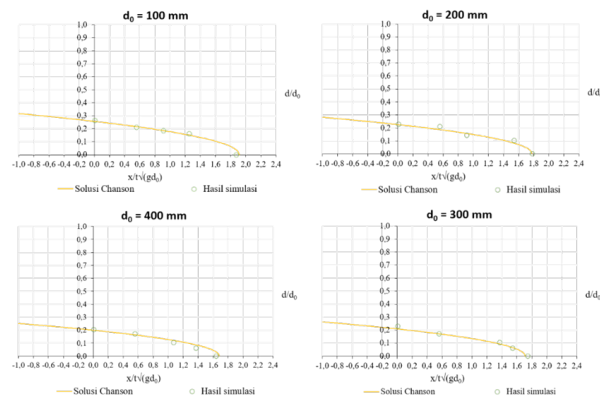 d₀ = 100 mm
1,0
0,9
0,8
0,7
0,6
0,5
0,4
0,3
0,2
0,1
0,0
d/d₀
-1,0 -0,8 -0,6 -0,4 -0,2 0,0 0,2 0,4 0,6 0,8 1,0 1,2 1,4 1,6 1,8 2,0 2,2 2,4
x/t√(gd₀)
Solusi Chanson Hasil simulasi
d₀ = 200 mm
1,0
0,9
0,8
0,7
0,6
0,5
0,4
0,3
0,2
0,1
0,0
d/d
-1,0 -0,8 -0,6 -0,4 -0,2 0,0 0,2 0,4 0,6 0,8 1,0 1,2 1,4 1,6 1,8 2,0 2,2 2,4
x/t√(gd₀)
Solusi Chanson Hasil simulasi
d₀ = 400 mm
1,0
0,9
0,8
0,7
0,6
0,5
0,4
0,3
0,2
0,1
0,0
d/d₀
-1,0 -0,8 -0,6 -0,4 -0,2 0,0 0,2 0,4 0,6 0,8 1,0 1,2 1,4 1,6 1,8 2,0 2,2 2,4
x/t√(gd₀)
Solusi Chanson Hasil simulasi
d₀ = 300 mm
1,0
0,9
0,8
0,7
0,6
0,5
0,4
0,3
0,2
0,1
0,0
d/d₀
-1,0 -0,8 -0,6 -0,4 -0,2 0,0 0,2 0,4 0,6 0,8 1,0 1,2 1,4 1,6 1,8 2,0 2,2 2,4
x/t√(gd₀)
Solusi Chanson Hasil simulasi